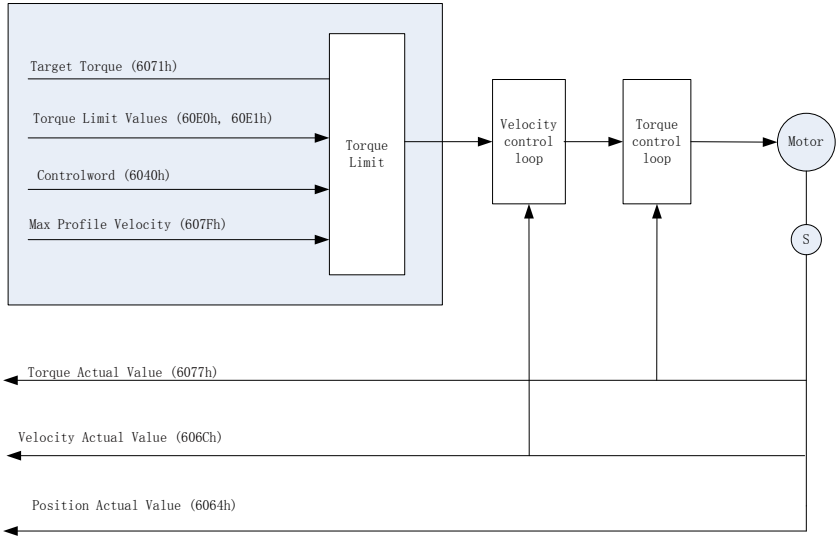 Target Torque (6071h)
Torque Limit Values (60E0h, 60E1h)
Controlword (6040h)
Max Profile Velocity (607Fh)
Torque
Limit
Velocity
control
loop
Torque
control
loop
Motor
S
Torque Actual Value (6077h)
Velocity Actual Value (606Ch)
Position Actual Value (6064h)